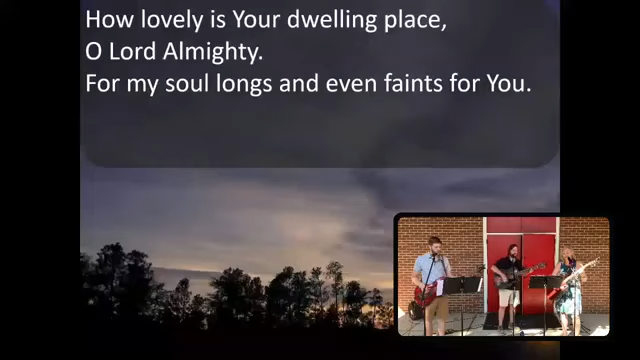 How lovely is Your dwelling place,
O Lord Almighty.
For my soul longs and even faints for You.